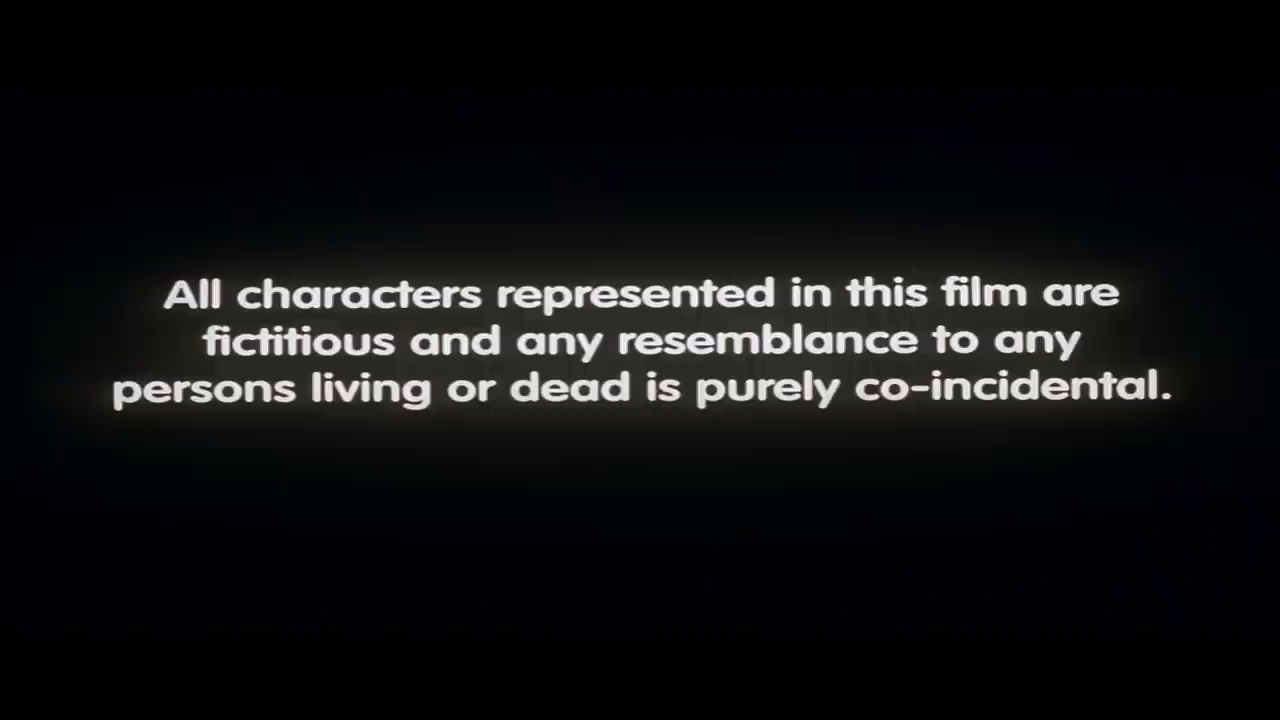 All characters represented in this film are
fictitious and any resemblance to any
persons living or dead is purely co-incidental.